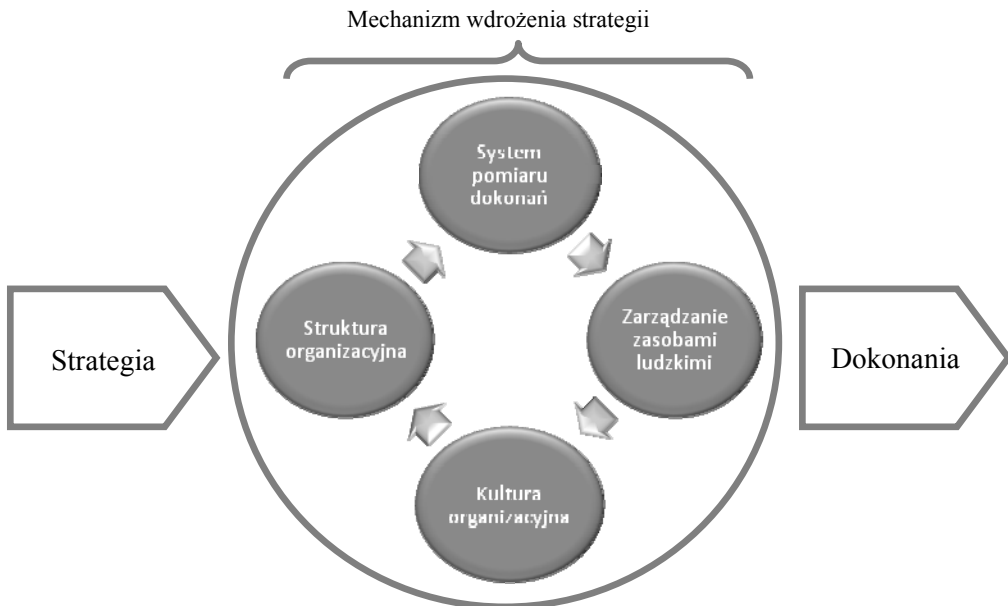 Mechanizm wdrożenia strategii
System
pomiaru
dokonań
Strategia
Struktura
organizacyjna
Zarządzanie
zasobami
ludzkimi
Dokonania
Kultura
organizacyjna